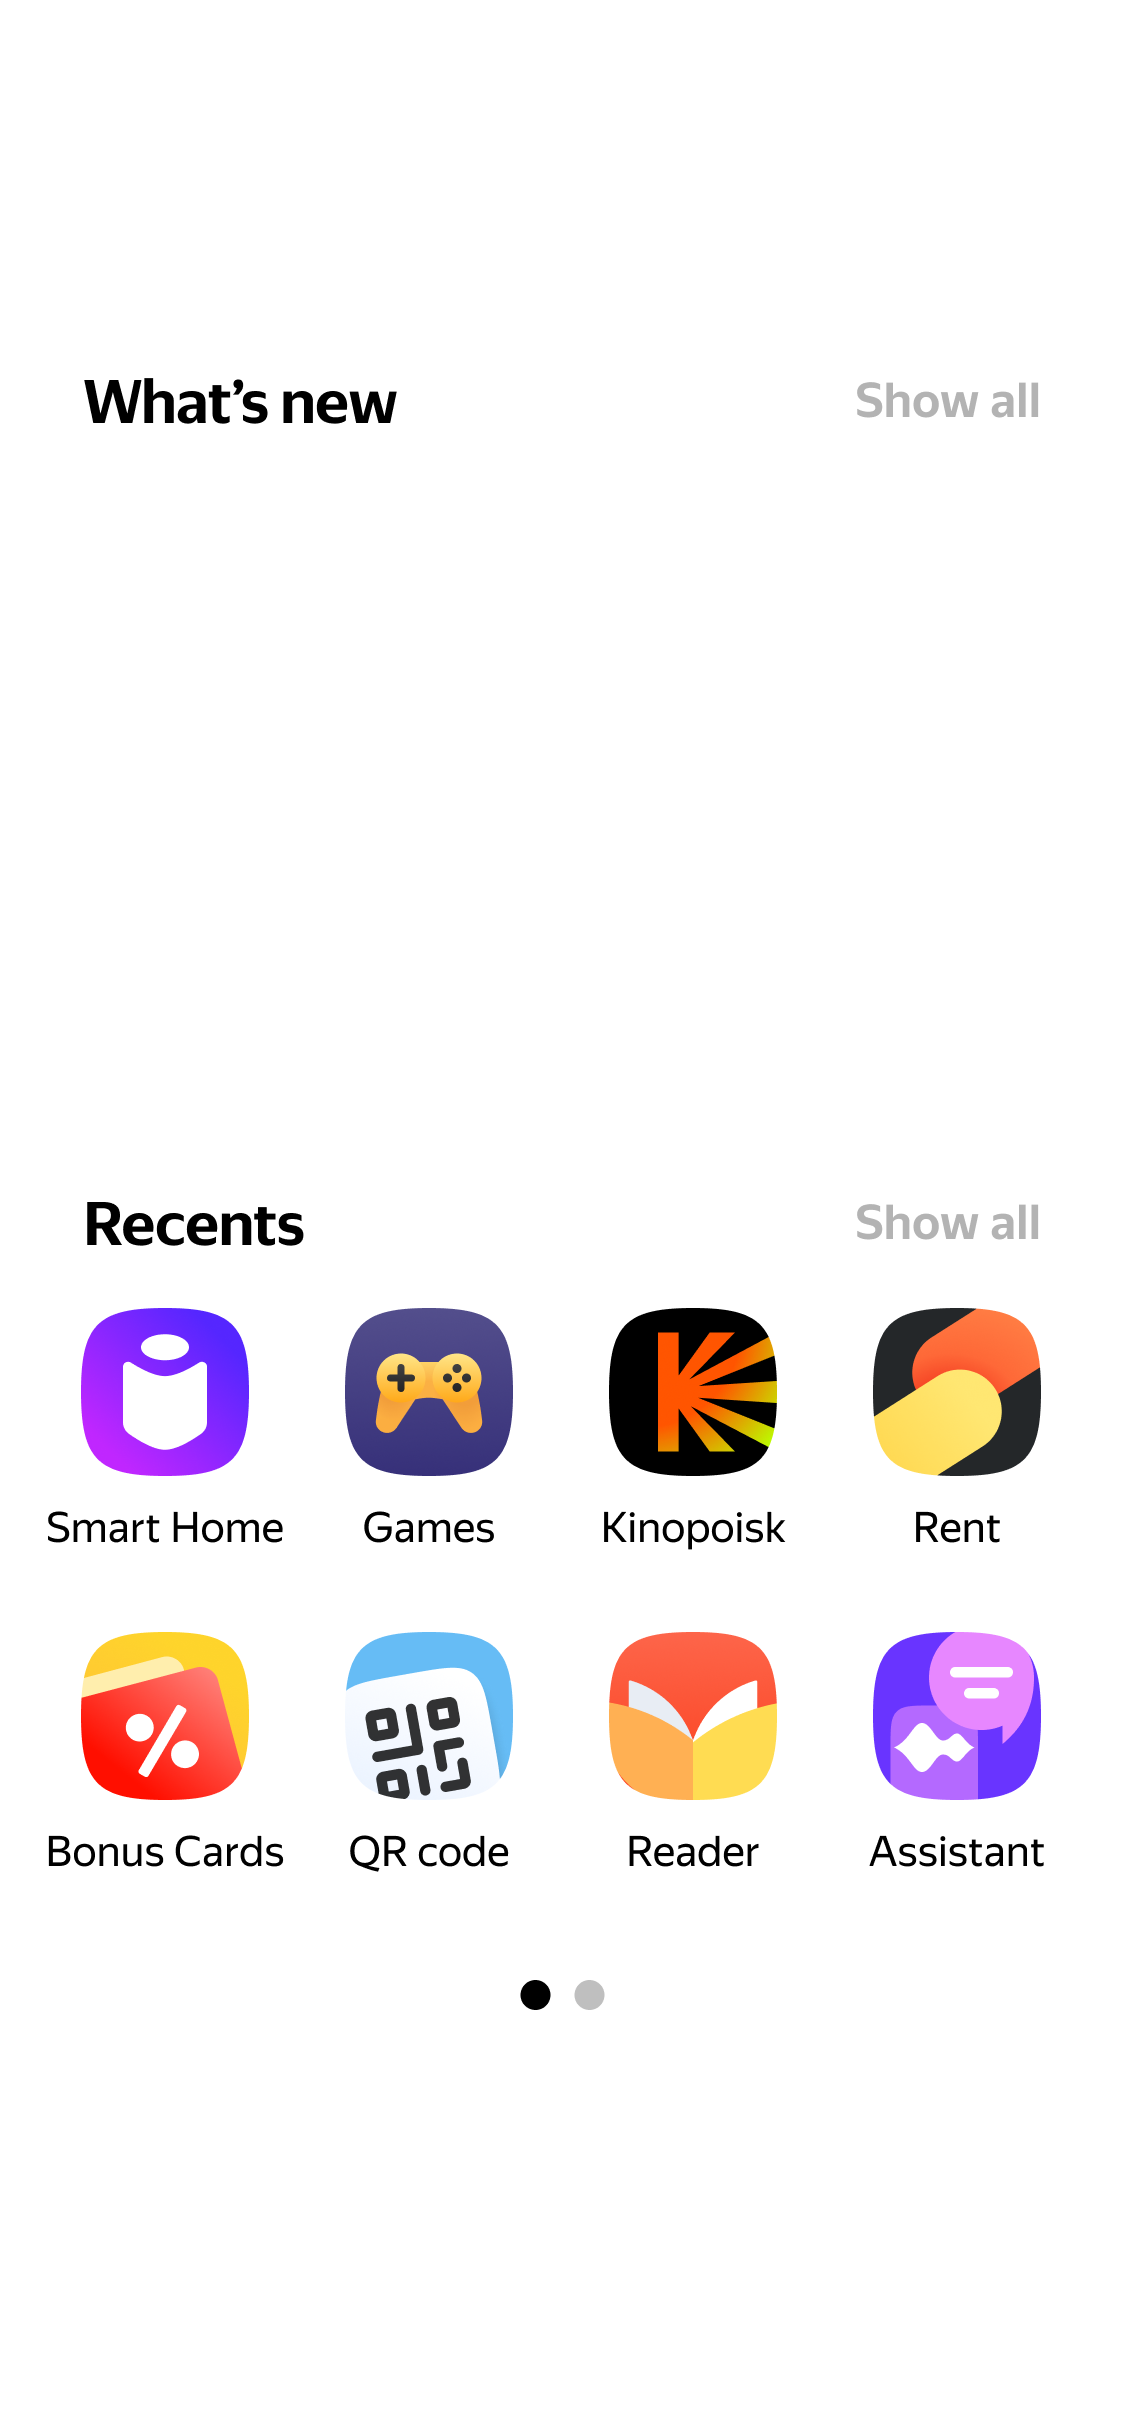 What’s new
Show all
Recents
Show all
Smart Home
Games
Kinopoisk
Rent
Bonus Cards
QR code
Reader
Assistant